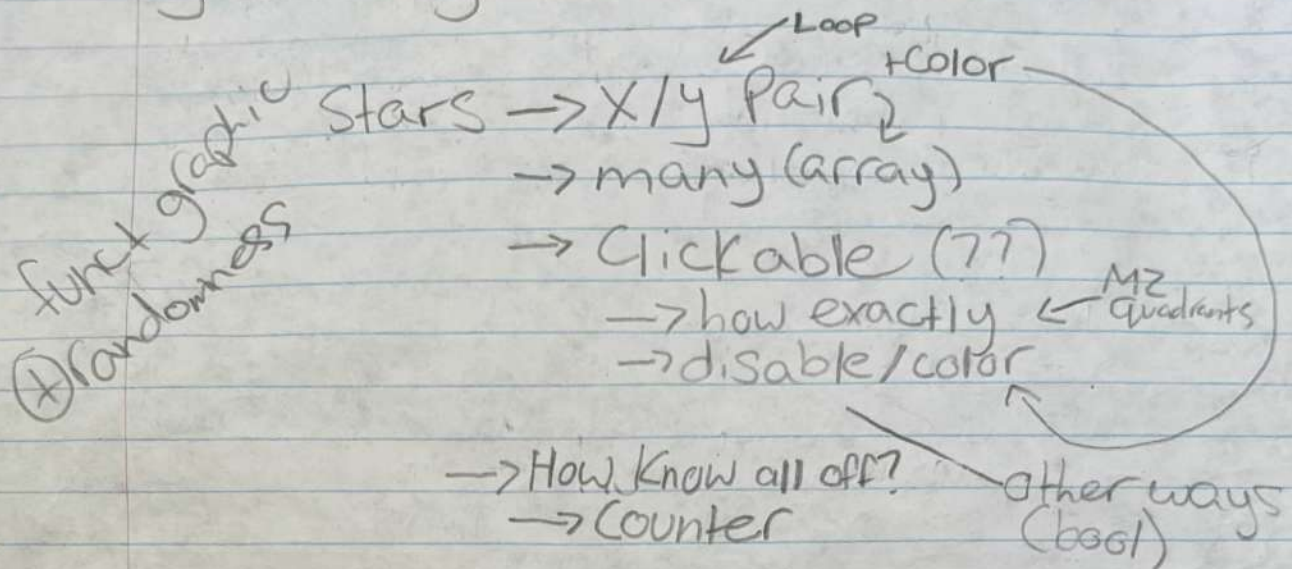 Loop
Stars → X/y Pair +Color
→ many (array)
→ Clickable (??)
→ how exactly ← M2 Quadrants
→ disable/color
→ How Know all off?
→ Counter
other ways
(bool)
funct graphic
* randomness